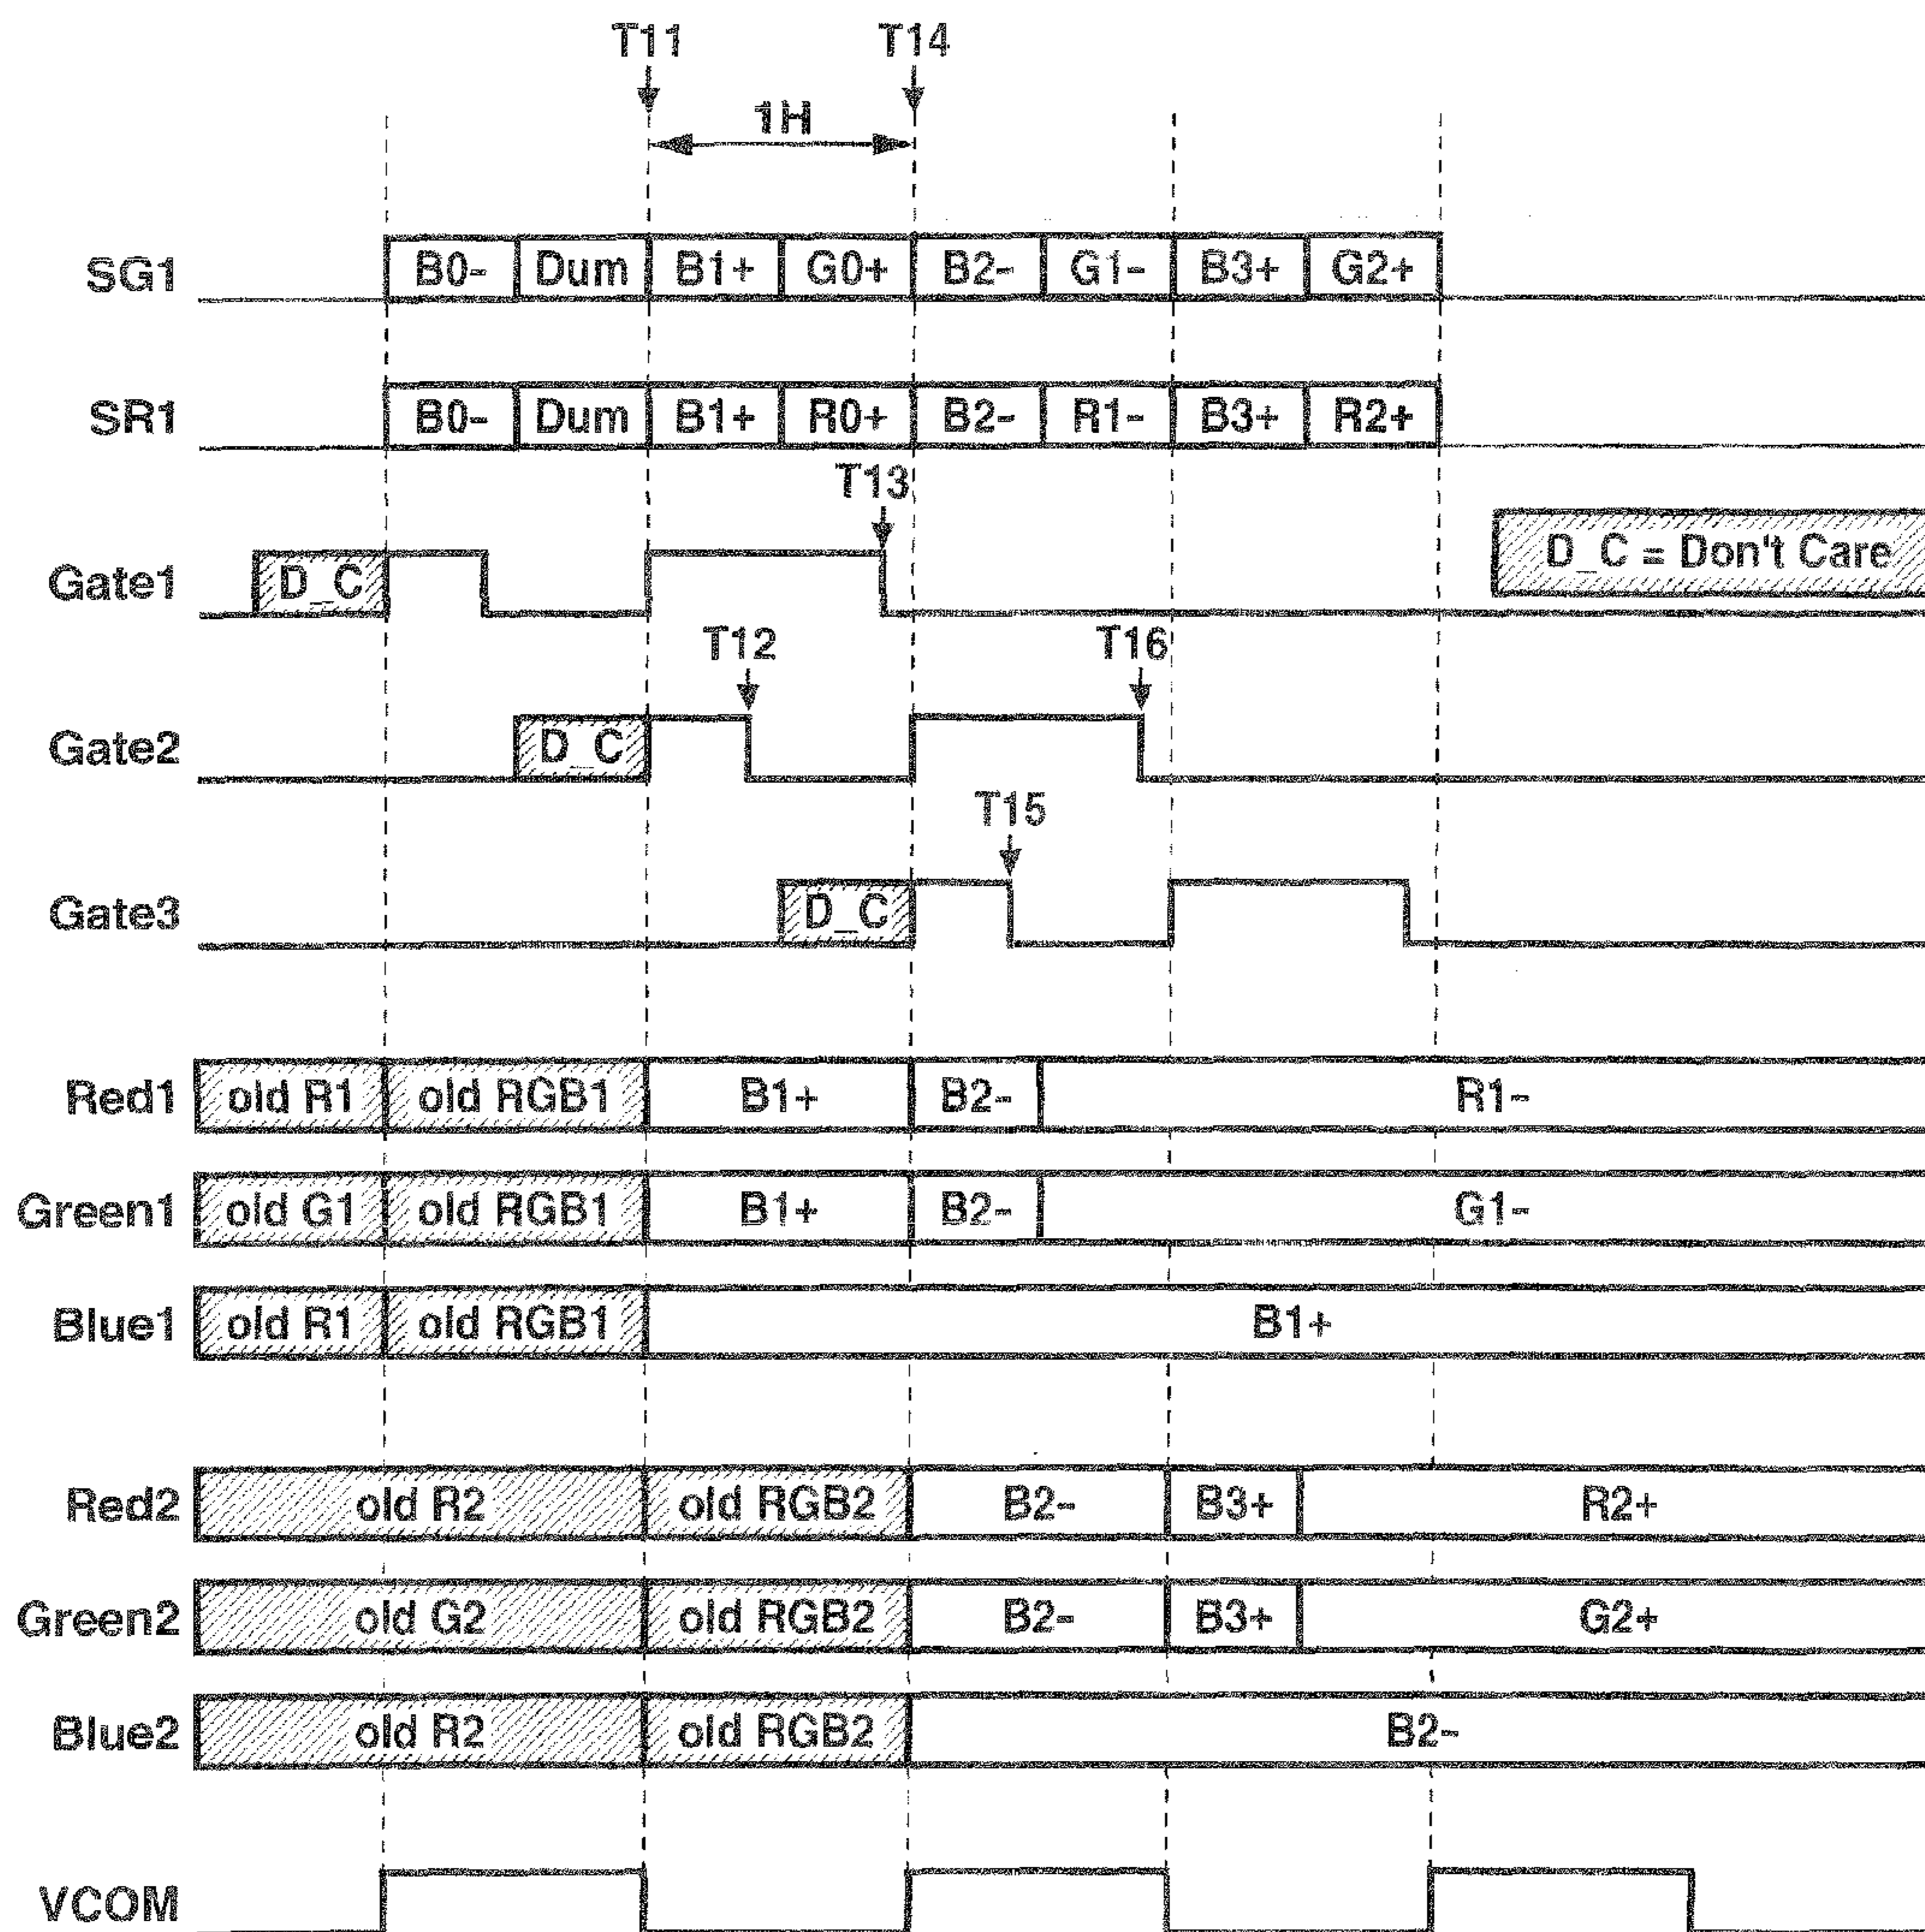 T11 T14
1H
SG1 B0- Dum B1+ G0+ B2- G1- B3+ G2+
SR1 B0- Dum B1+ R0+ B2- R1- B3+ R2+
T13
Gate1 D_C D_C = Don't Care
T12 T16
Gate2 D_C
T15
Gate3 D_C
Red1 old R1 old RGB1 B1+ B2- R1-
Green1 old G1 old RGB1 B1+ B2- G1-
Blue1 old R1 old RGB1 B1+
Red2 old R2 old RGB2 B2- B3+ R2+
Green2 old G2 old RGB2 B2- B3+ G2+
Blue2 old R2 old RGB2 B2-
VCOM